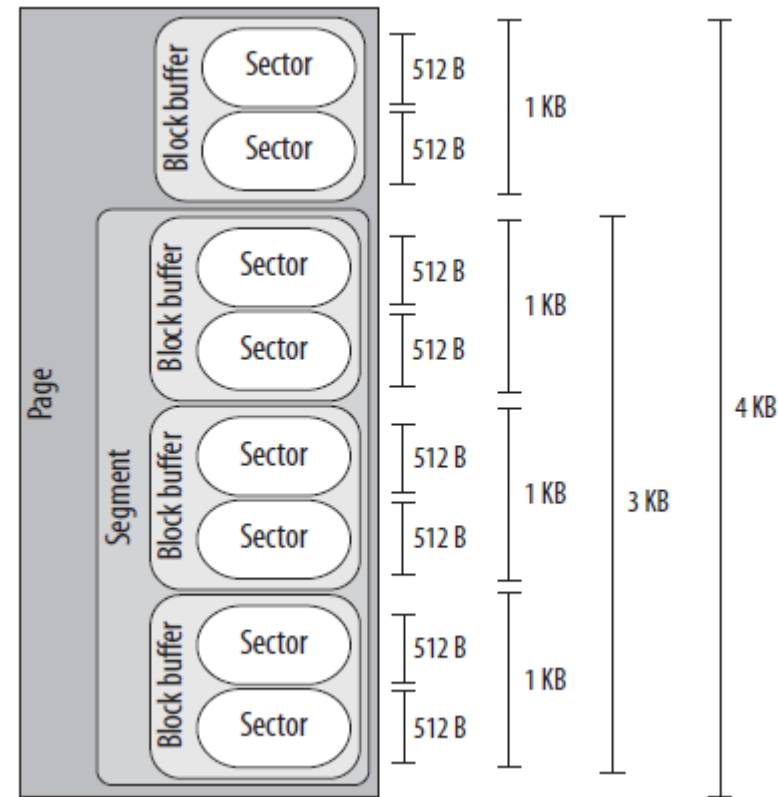 Page
Block buffer
Sector
512 B
Sector
512 B
1 KB
Segment
Block buffer
Sector
512 B
Sector
512 B
1 KB
Block buffer
Sector
512 B
Sector
512 B
1 KB
Block buffer
Sector
512 B
Sector
512 B
1 KB
3 KB
4 KB